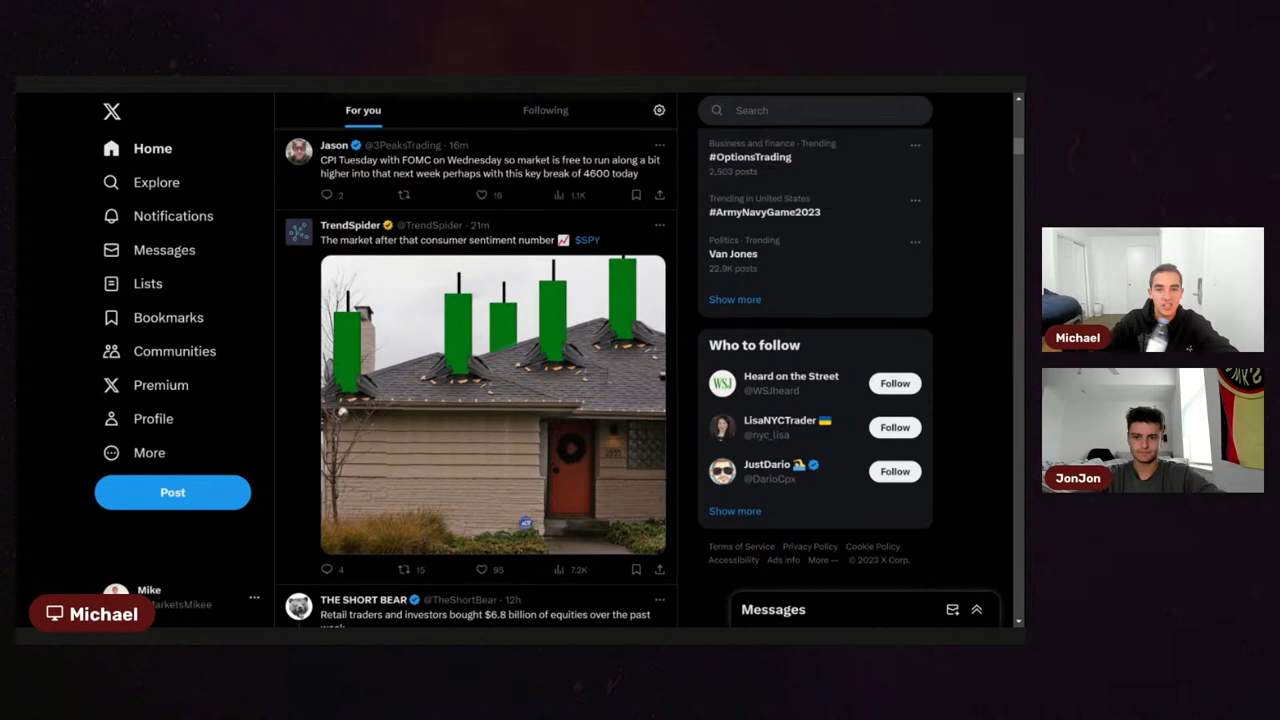 For you
Following
Search
Home
Explore
Notifications
Messages
Lists
Bookmarks
Communities
Premium
Profile
More
Post
Mike
arketsMikee
Michael
Jason @3PeaksTrading · 16m
CPI Tuesday with FOMC on Wednesday so market is free to run along a bit
higher into that next week perhaps with this key break of 4600 today
2
16
1.1K
TrendSpider @TrendSpider · 21m
The market after that consumer sentiment number 📈 $SPY
ADT
4
15
95
7.2K
THE SHORT BEAR @TheShortBear · 12h
Retail traders and investors bought $6.8 billion of equities over the past
Business and finance · Trending
#OptionsTrading
2,503 posts
Trending in United States
#ArmyNavyGame2023
Politics · Trending
Van Jones
22.9K posts
Show more
Who to follow
WSJ
Heard on the Street
@WSJheard
Follow
LisaNYCTrader 🇺🇦
@nyc_lisa
Follow
JustDario 🏊
@DarioCpx
Follow
Show more
Terms of Service Privacy Policy Cookie Policy
Accessibility Ads info More ··· © 2023 X Corp.
Messages
Michael
JonJon